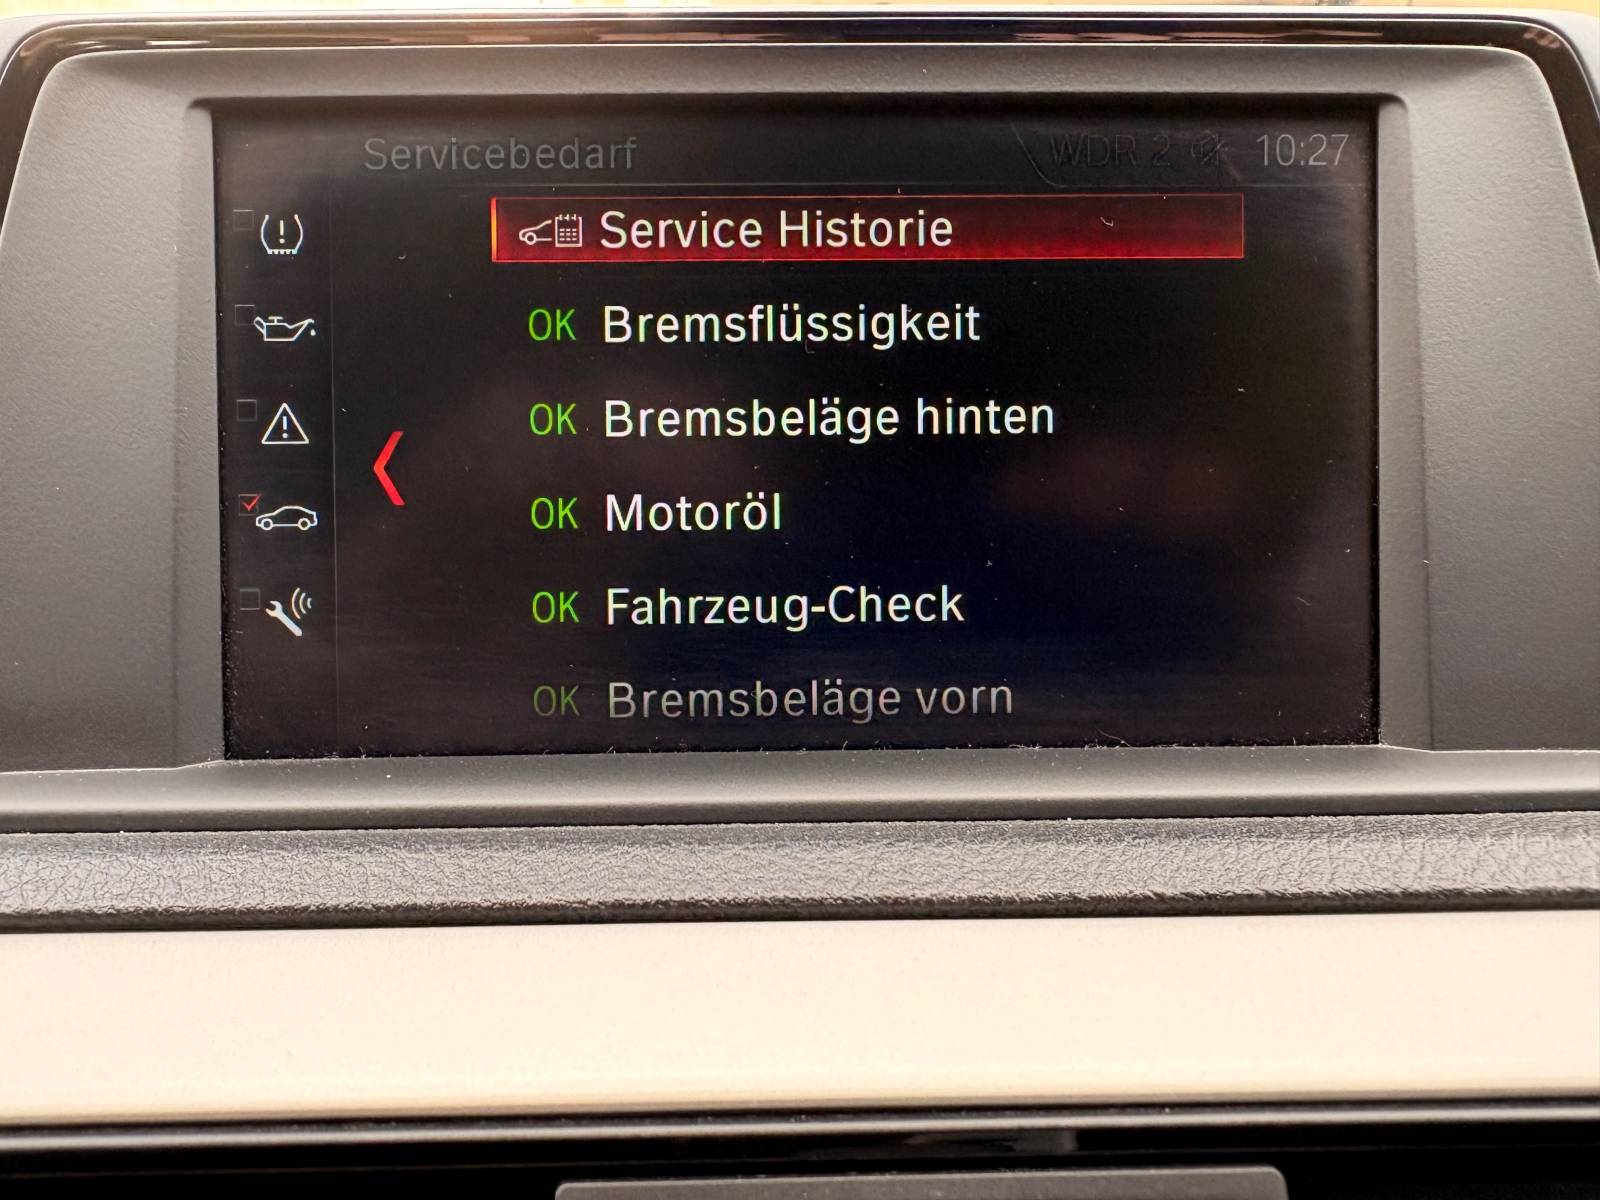 Servicebedarf WDR 2 10:27
Service Historie
OK Bremsflüssigkeit
OK Bremsbeläge hinten
OK Motoröl
OK Fahrzeug-Check
OK Bremsbeläge vorn